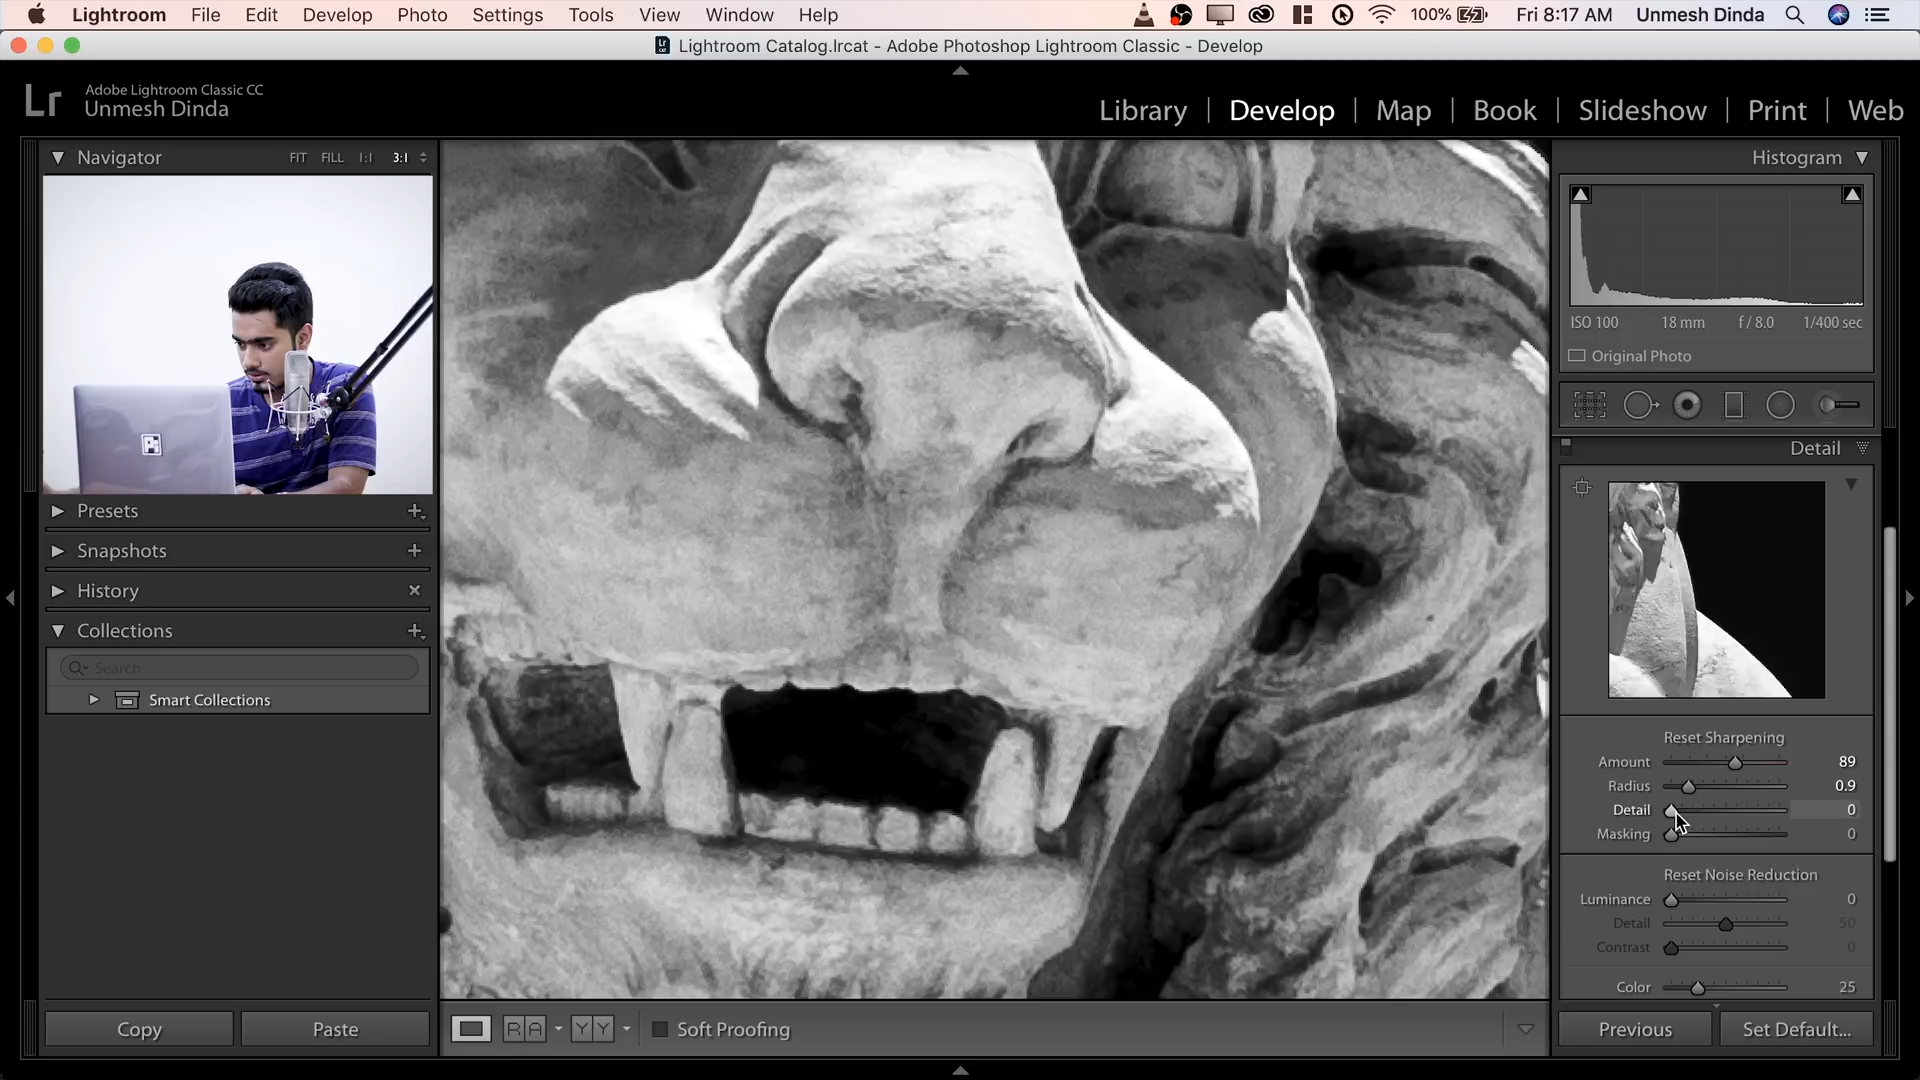 Lightroom File Edit Develop Photo Settings Tools View Window Help 100% Fri 8:17 AM Unmesh Dinda
Lightroom Catalog.lrcat - Adobe Photoshop Lightroom Classic - Develop
Lr
Adobe Lightroom Classic CC
Unmesh Dinda
Library | Develop | Map | Book | Slideshow | Print | Web
Navigator FIT FILL 1:1 3:1
Presets
Snapshots
History
Collections
Search
Smart Collections
Copy Paste
Soft Proofing
Histogram
ISO 100 18 mm f / 8.0 1/400 sec
Original Photo
Detail
Reset Sharpening
Amount 89
Radius 0.9
Detail 0
Masking 0
Reset Noise Reduction
Luminance 0
Detail 50
Contrast 0
Color 25
Previous Set Default...